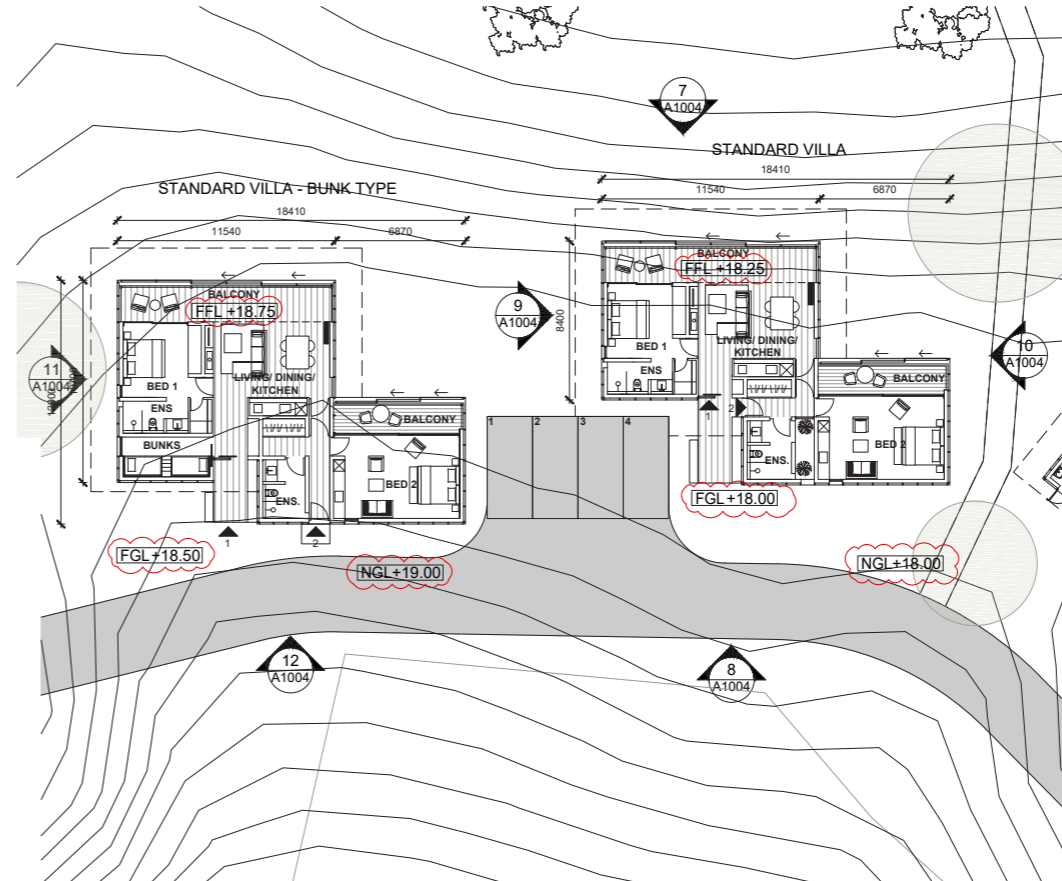 7
A1004
STANDARD VILLA
18410
11540
6870
STANDARD VILLA - BUNK TYPE
18410
11540
6870
BALCONY
FFL +18.25
BALCONY
FFL +18.75
9
A1004
8400
10
A1004
11
A1004
BED 1
LIVING/ DINING/
KITCHEN
ENS
BALCONY
BED 1
LIVING/ DINING/
KITCHEN
ENS
BALCONY
BUNKS
1
2
3
4
1
2
BED 2
ENS.
BED 2
ENS.
FGL+18.00
1
2
FGL+18.50
NGL+19.00
NGL+18.00
12
A1004
8
A1004